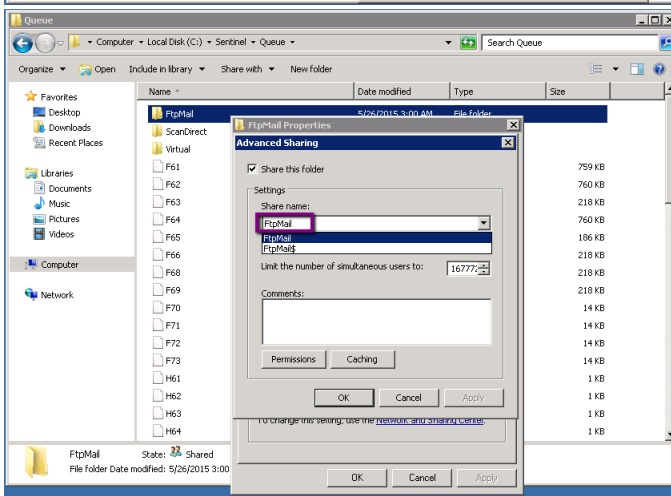 Queue
Computer ▸ Local Disk (C:) ▸ Sentinel ▸ Queue ▸
Search Queue
Organize Open Include in library Share with New folder
Name Date modified Type Size
Favorites
Desktop
Downloads
Recent Places
Libraries
Documents
Music
Pictures
Videos
Computer
Network
FtpMail 5/26/2015 3:00 AM File folder
ScanDirect
Virtual
F61 759 KB
F62 760 KB
F63 218 KB
F64 760 KB
F65 186 KB
F66 218 KB
F68 218 KB
F69 218 KB
F70 14 KB
F71 14 KB
F72 14 KB
F73 14 KB
H61 1 KB
H62 1 KB
H63 1 KB
H64 1 KB
FtpMail Properties
Advanced Sharing
Share this folder
Settings
Share name:
FtpMail
FtpMail
FtpMail$
Limit the number of simultaneous users to: 16777
Comments:
Permissions Caching
OK Cancel Apply
To change this setting, use the Network and Sharing Center.
OK Cancel Apply
FtpMail State: Shared
File folder Date modified: 5/26/2015 3:00